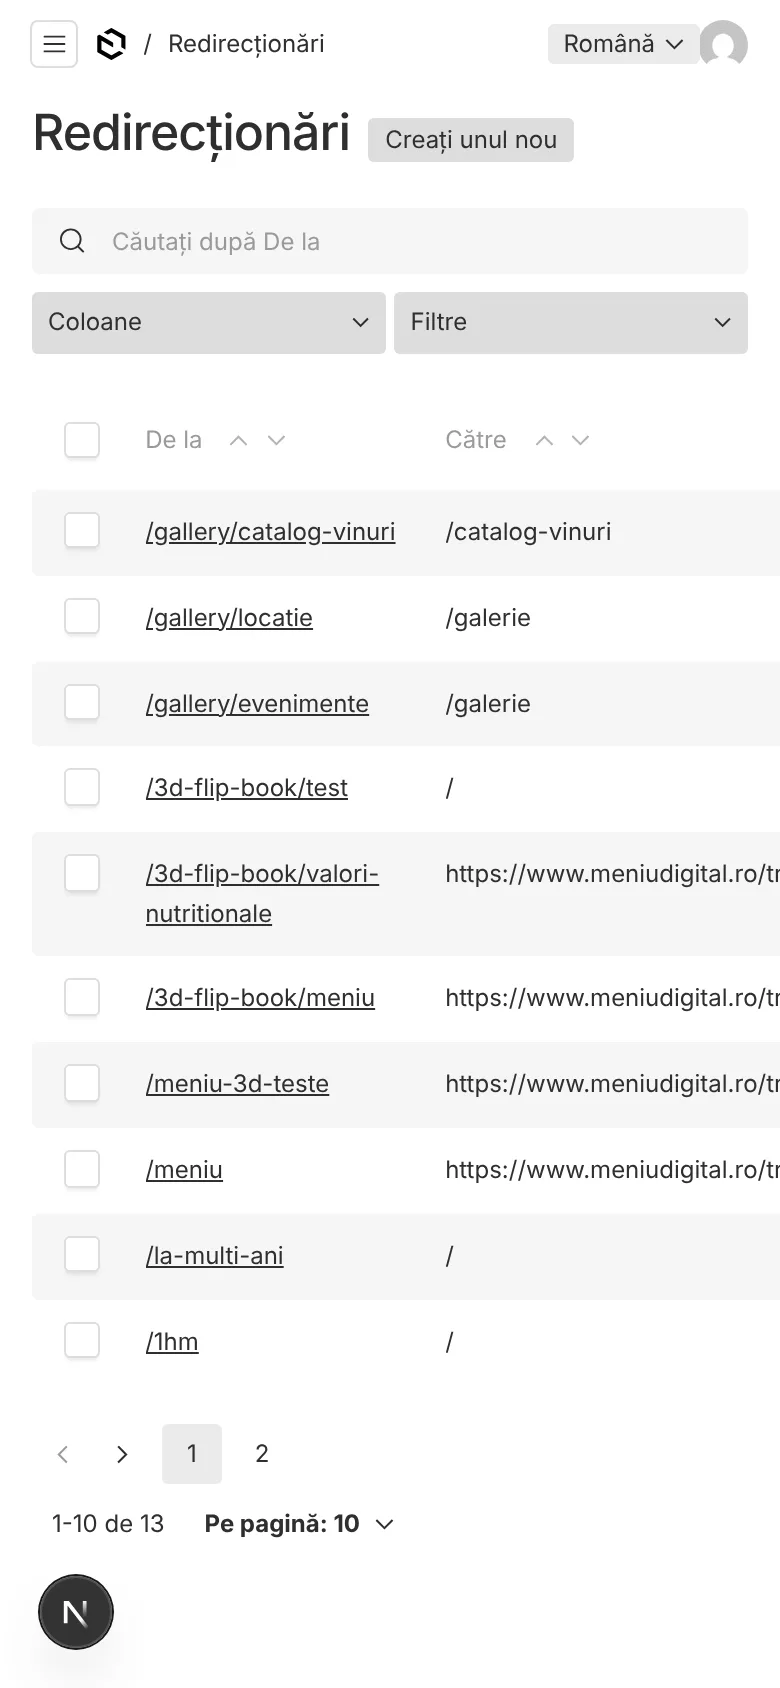 / Redirecționări
Română
Redirecționări
Creați unul nou
Căutați după De la
Coloane
Filtre
De la
Către
/gallery/catalog-vinuri /catalog-vinuri
/gallery/locatie /galerie
/gallery/evenimente /galerie
/3d-flip-book/test /
/3d-flip-book/valori- https://www.meniudigital.ro/tr
nutritionale
/3d-flip-book/meniu https://www.meniudigital.ro/tr
/meniu-3d-teste https://www.meniudigital.ro/tr
/meniu https://www.meniudigital.ro/tr
/la-multi-ani /
/1hm /
1 2
1-10 de 13 Pe pagină: 10
N